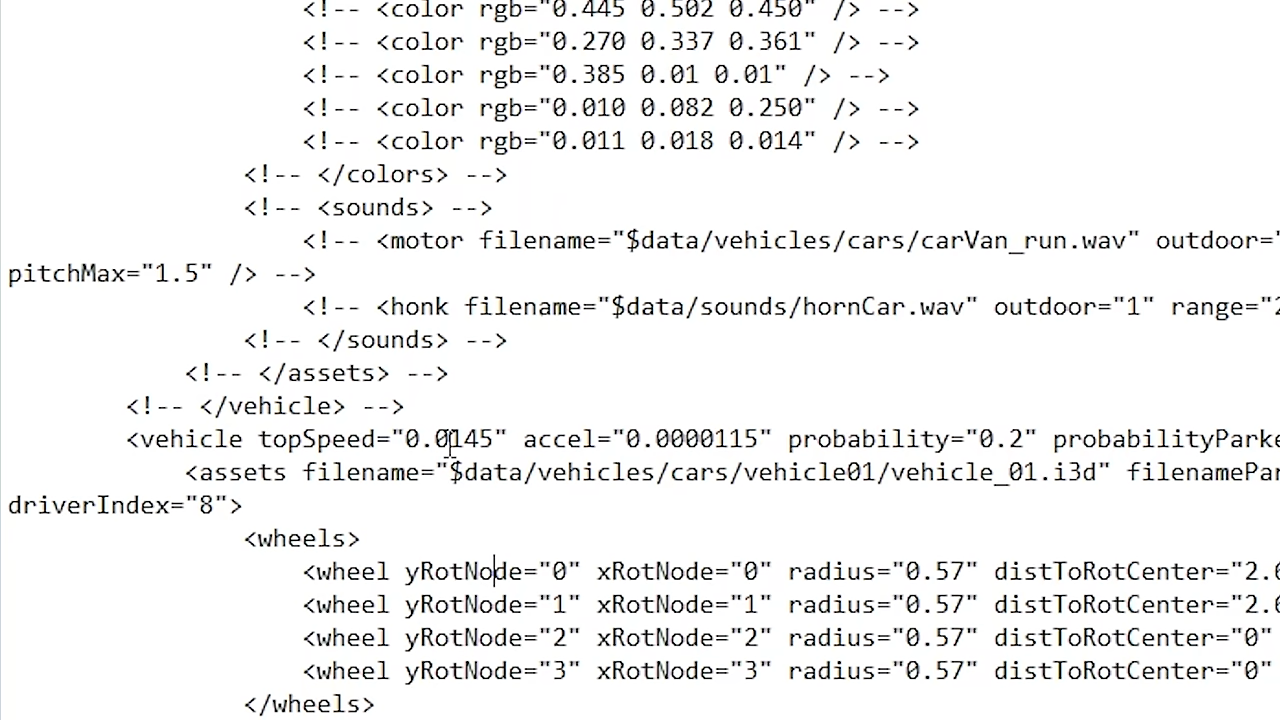 <!-- <color rgb="0.445 0.502 0.450" /> -->
<!-- <color rgb="0.270 0.337 0.361" /> -->
<!-- <color rgb="0.385 0.01 0.01" /> -->
<!-- <color rgb="0.010 0.082 0.250" /> -->
<!-- <color rgb="0.011 0.018 0.014" /> -->
<!-- </colors> -->
<!-- <sounds> -->
<!-- <motor filename="$data/vehicles/cars/carVan_run.wav" outdoor="
pitchMax="1.5" /> -->
<!-- <honk filename="$data/sounds/hornCar.wav" outdoor="1" range="2
<!-- </sounds> -->
<!-- </assets> -->
<!-- </vehicle> -->
<vehicle topSpeed="0.0145" accel="0.0000115" probability="0.2" probabilityParke
<assets filename="$data/vehicles/cars/vehicle01/vehicle_01.i3d" filenamePar
driverIndex="8">
<wheels>
<wheel yRotNode="0" xRotNode="0" radius="0.57" distToRotCenter="2.6
<wheel yRotNode="1" xRotNode="1" radius="0.57" distToRotCenter="2.6
<wheel yRotNode="2" xRotNode="2" radius="0.57" distToRotCenter="0"
<wheel yRotNode="3" xRotNode="3" radius="0.57" distToRotCenter="0"
</wheels>